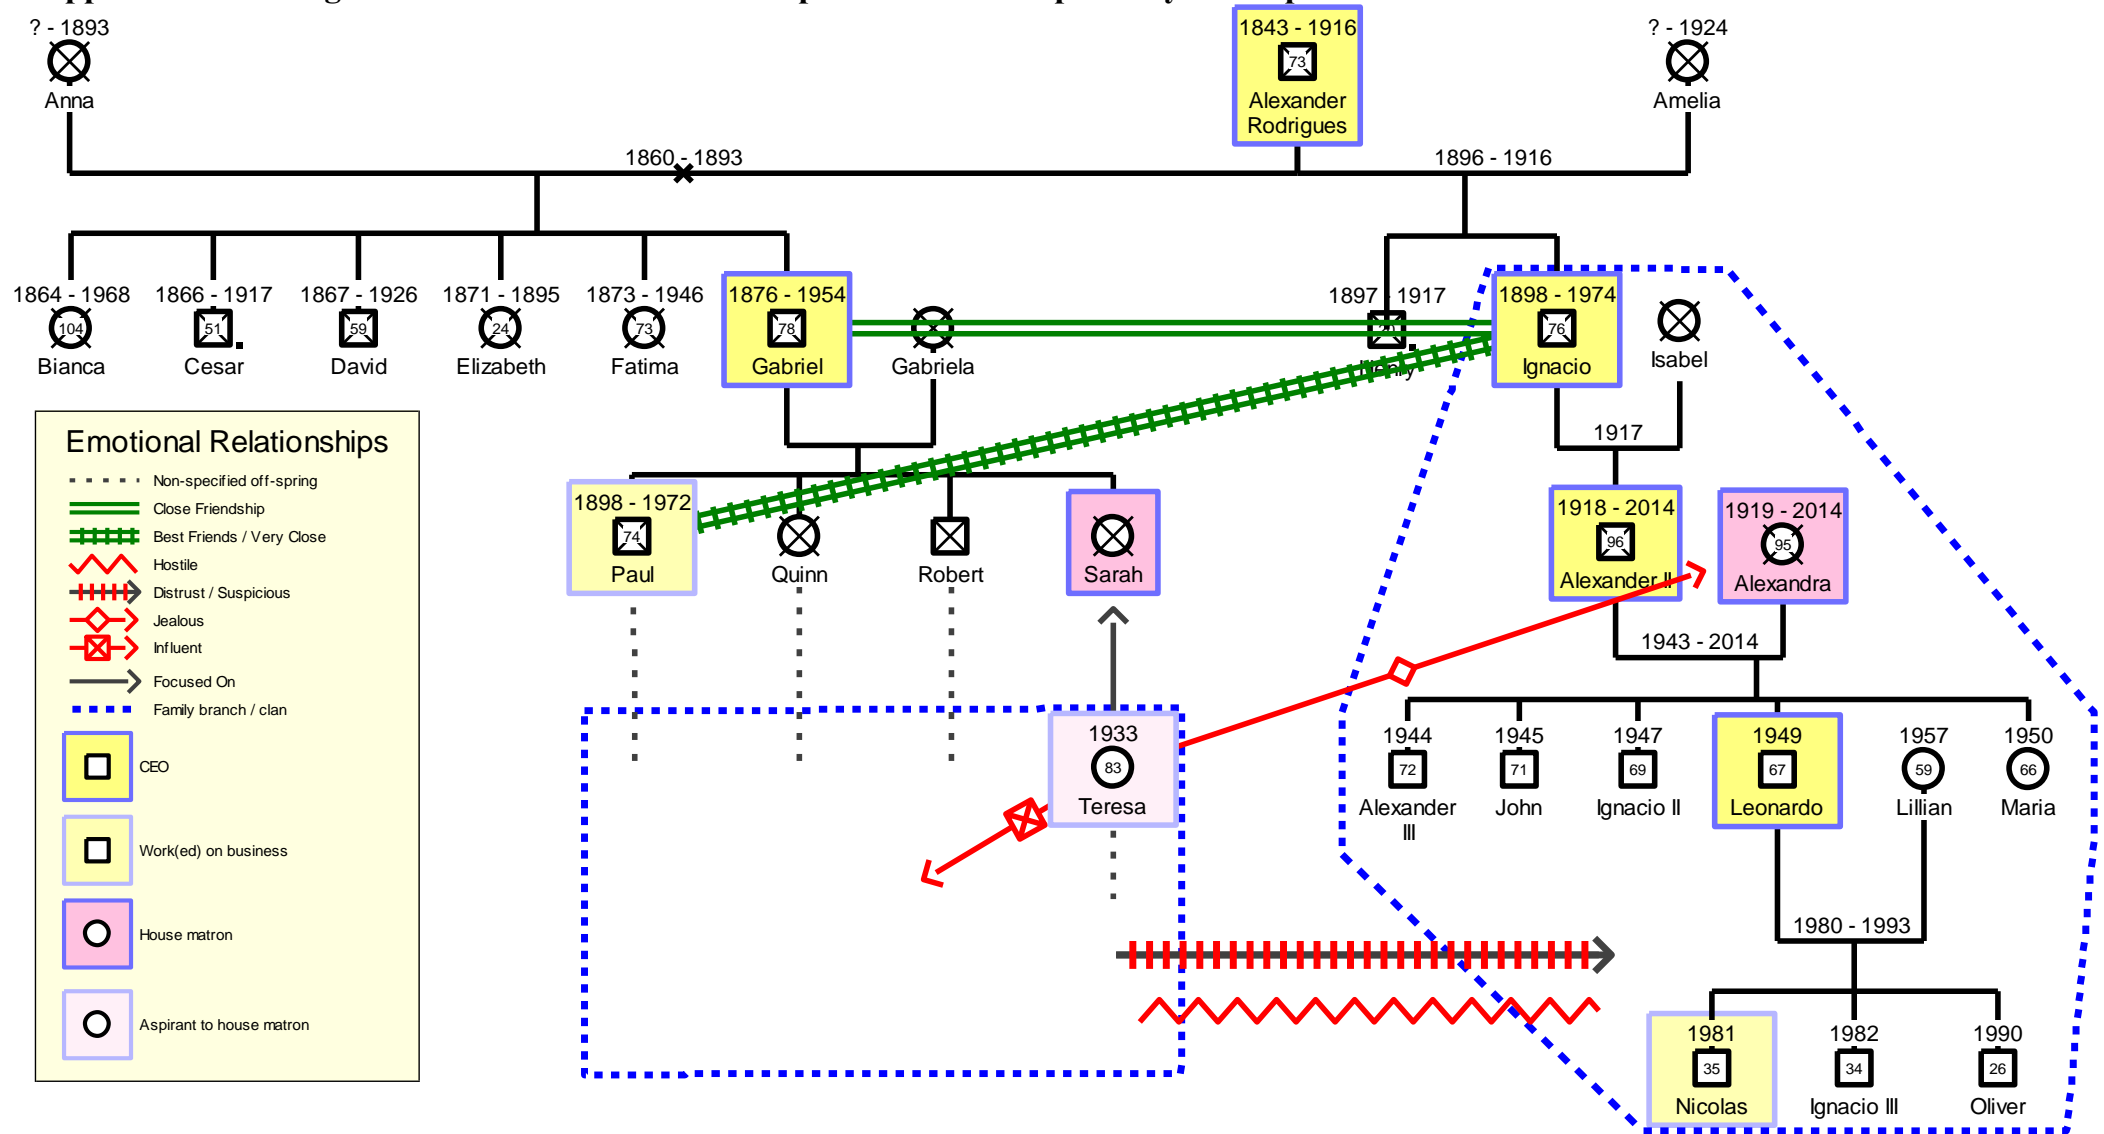 ? - 1893
1843 - 1916
? - 1924
73
Anna
Alexander
Rodrigues
Amelia
1860 - 1893
1896 - 1916
1864 - 1968
1866 - 1917
1867 - 1926
1871 - 1895
1873 - 1946
1876 - 1954
1897 - 1917
1898 - 1974
104
51
59
24
73
78
20
76
Bianca
Cesar
David
Elizabeth
Fatima
Gabriel
Gabriela
Henry
Ignacio
Isabel
1917
Emotional Relationships
Non-specified off-spring
Close Friendship
Best Friends / Very Close
Hostile
Distrust / Suspicious
Jealous
Influent
Focused On
Family branch / clan
CEO
Work(ed) on business
House matron
Aspirant to house matron
1898 - 1972
74
Paul
Quinn
Robert
Sarah
1918 - 2014
96
Alexander II
1919 - 2014
95
Alexandra
1943 - 2014
1933
83
Teresa
1944
72
Alexander
III
1945
71
John
1947
69
Ignacio II
1949
67
Leonardo
1957
59
Lillian
1950
66
Maria
1980 - 1993
1981
35
Nicolas
1982
34
Ignacio III
1990
26
Oliver